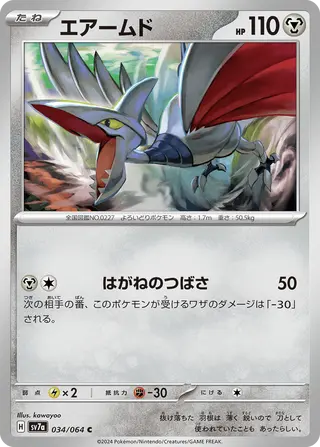 たね
エアームド
HP 110
全国図鑑NO.0227 よろいどりポケモン 高さ：1.7m 重さ：50.5kg
はがねのつばさ 50
次の相手の番、このポケモンが受けるワザのダメージは「-30」
される。
弱点 ×2 抵抗力 -30 にげる
Illus. kawayoo
H sv7a 034/064 C
抜け落ちた 羽根は 薄く 鋭いので 刀として
使われていたことも あったという。
©2024 Pokémon/Nintendo/Creatures/GAME FREAK